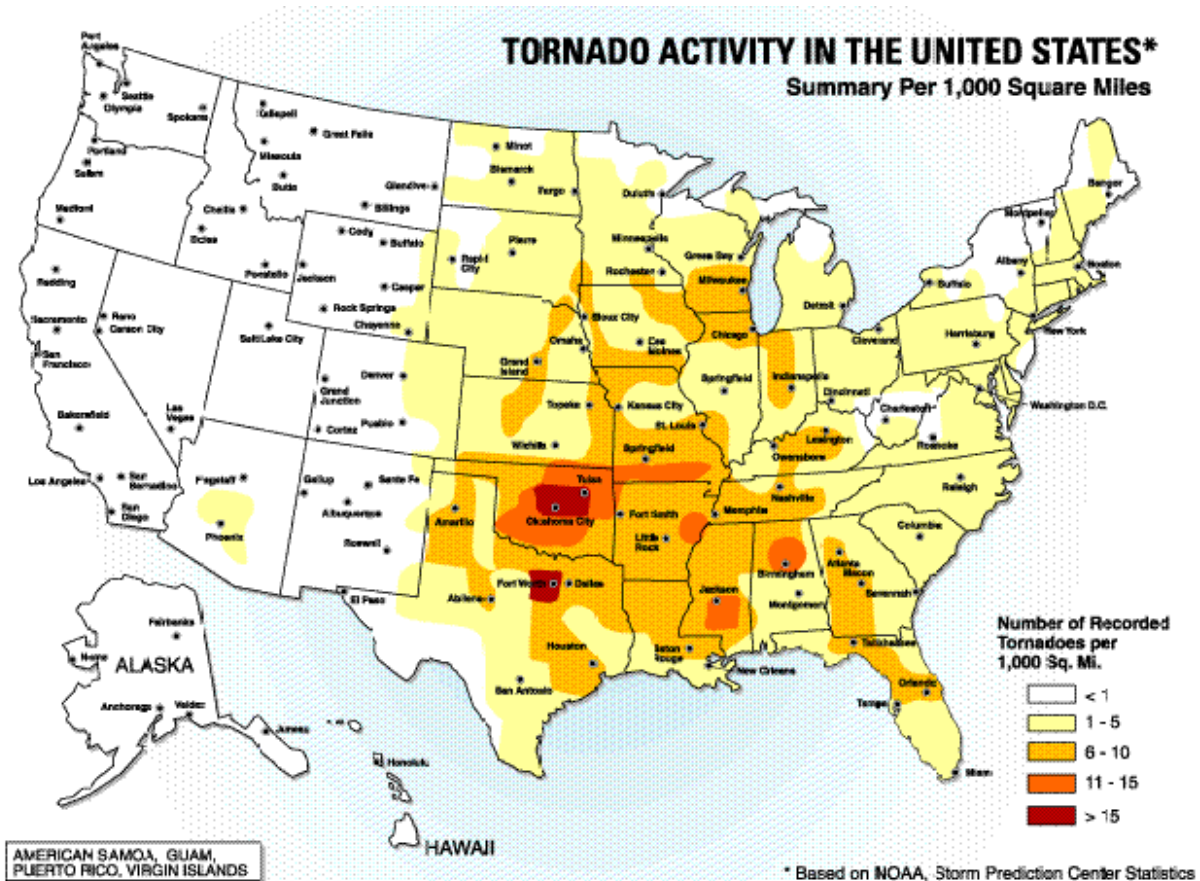 TORNADO ACTIVITY IN THE UNITED STATES*
Summary Per 1,000 Square Miles
Port
Angeles
Seattle
Olympia
Spokane
Kalispell
Great Falls
Missoula
Butte
Glendive
Billings
Portland
Salem
Medford
Challis
Boise
Pocatello
Cody
Buffalo
Jackson
Casper
Rock Springs
Cheyenne
Redding
Reno
Carson City
Sacramento
San
Francisco
Salt Lake City
Las
Vegas
Bakersfield
Los Angeles
San
Bernardino
San
Diego
Denver
Grand
Junction
Pueblo
Cortez
Flagstaff
Phoenix
Gallup
Santa Fe
Albuquerque
Roswell
Minot
Bismarck
Fargo
Rapid
City
Pierre
Duluth
Minneapolis
Rochester
Green Bay
Milwaukee
Sioux City
Des
Moines
Omaha
Grand
Island
Chicago
Detroit
Topeka
Kansas City
Wichita
Springfield
St. Louis
Springfield
Indianapolis
Cincinnati
Cleveland
Buffalo
Albany
Montpelier
Bangor
Boston
New York
Harrisburg
Washington D.C.
Charleston
Roanoke
Lexington
Owensboro
Nashville
Memphis
Raleigh
Columbia
Tulsa
Oklahoma City
Amarillo
Fort Smith
Little
Rock
Fort Worth
Dallas
Abilene
El Paso
Houston
San Antonio
Jackson
Birmingham
Montgomery
Atlanta
Macon
Savannah
Baton
Rouge
New Orleans
Tallahassee
Orlando
Tampa
Miami
Fairbanks
Nome
ALASKA
Anchorage
Valdez
Juneau
Honolulu
HAWAII
Number of Recorded
Tornadoes per
1,000 Sq. Mi.
< 1
1 - 5
6 - 10
11 - 15
> 15
AMERICAN SAMOA, GUAM,
PUERTO RICO, VIRGIN ISLANDS
* Based on NOAA, Storm Prediction Center Statistics